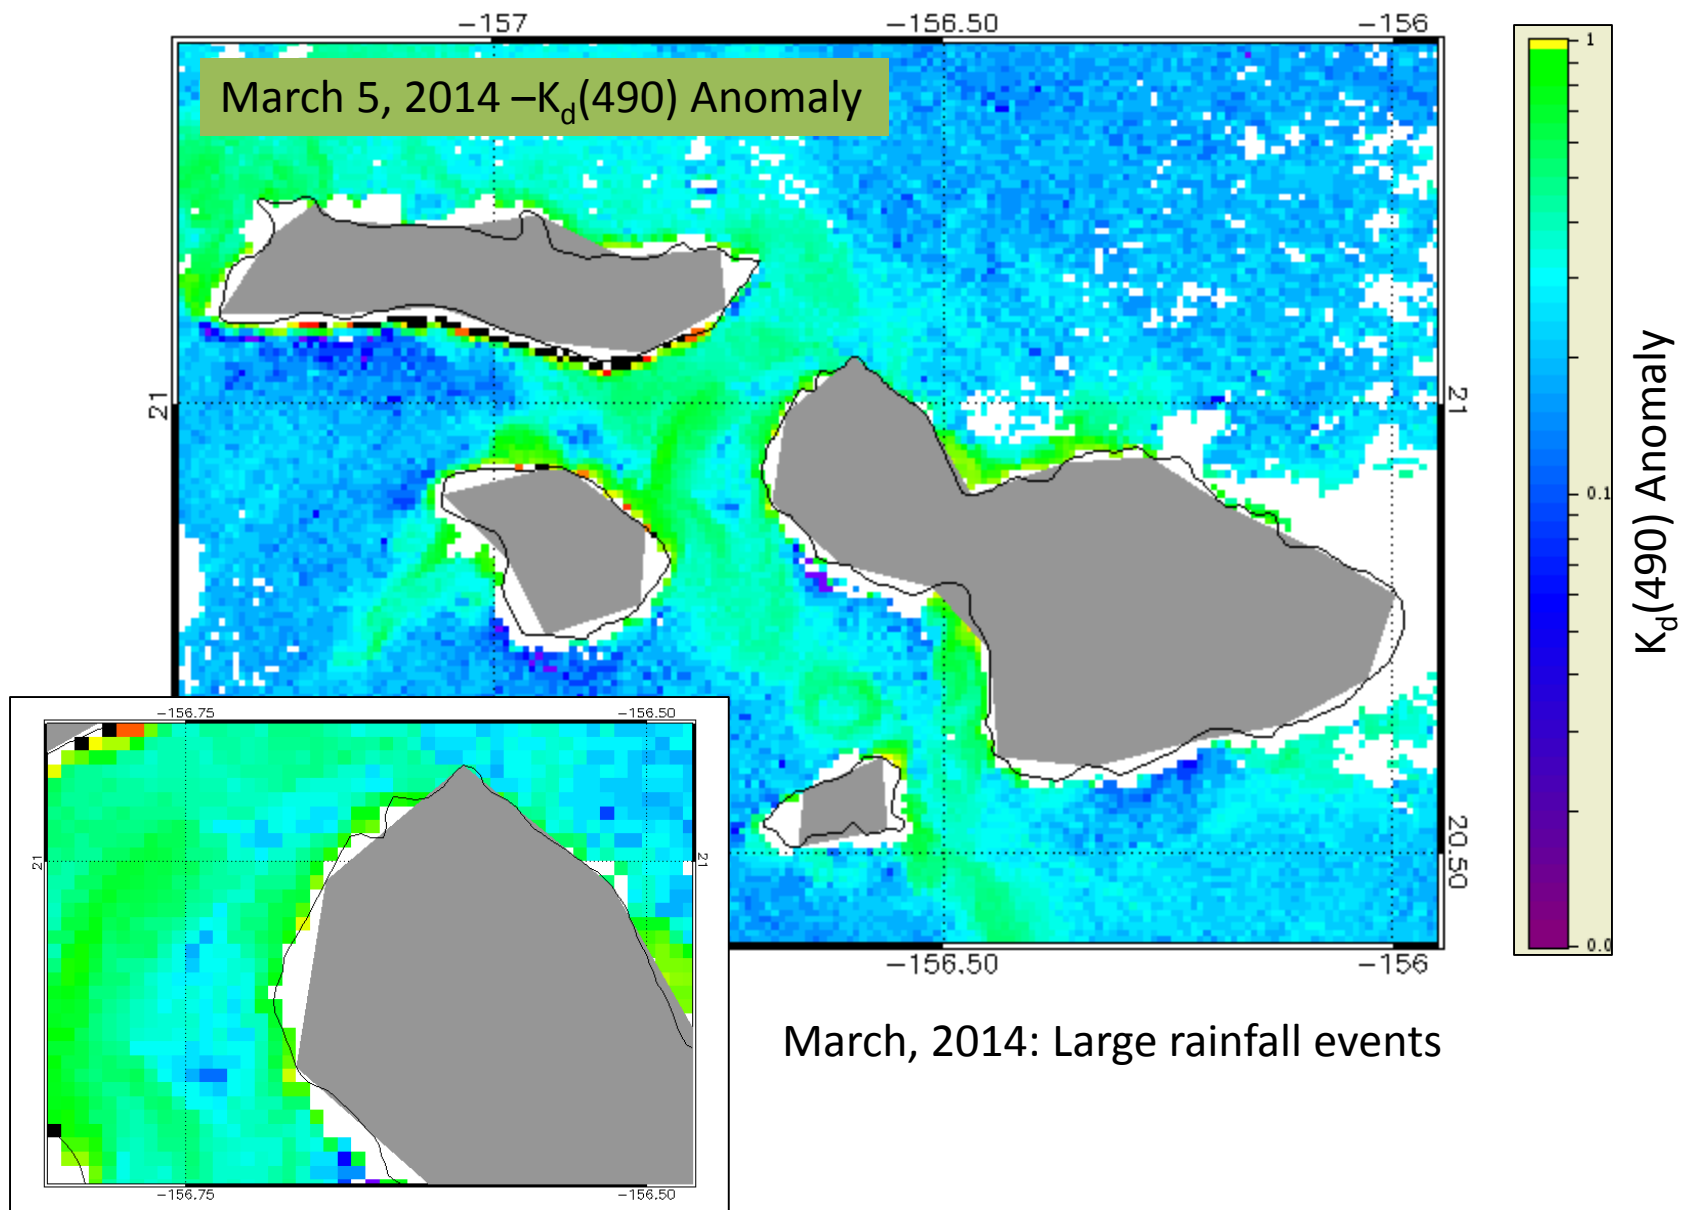 -157 -156.50 -156
March 5, 2014 –Kd(490) Anomaly
1
21 21
Kd(490) Anomaly
0.1
-156.75 -156.50
21 21
20.50
0.0
-156.50 -156
March, 2014: Large rainfall events
-156.75 -156.50